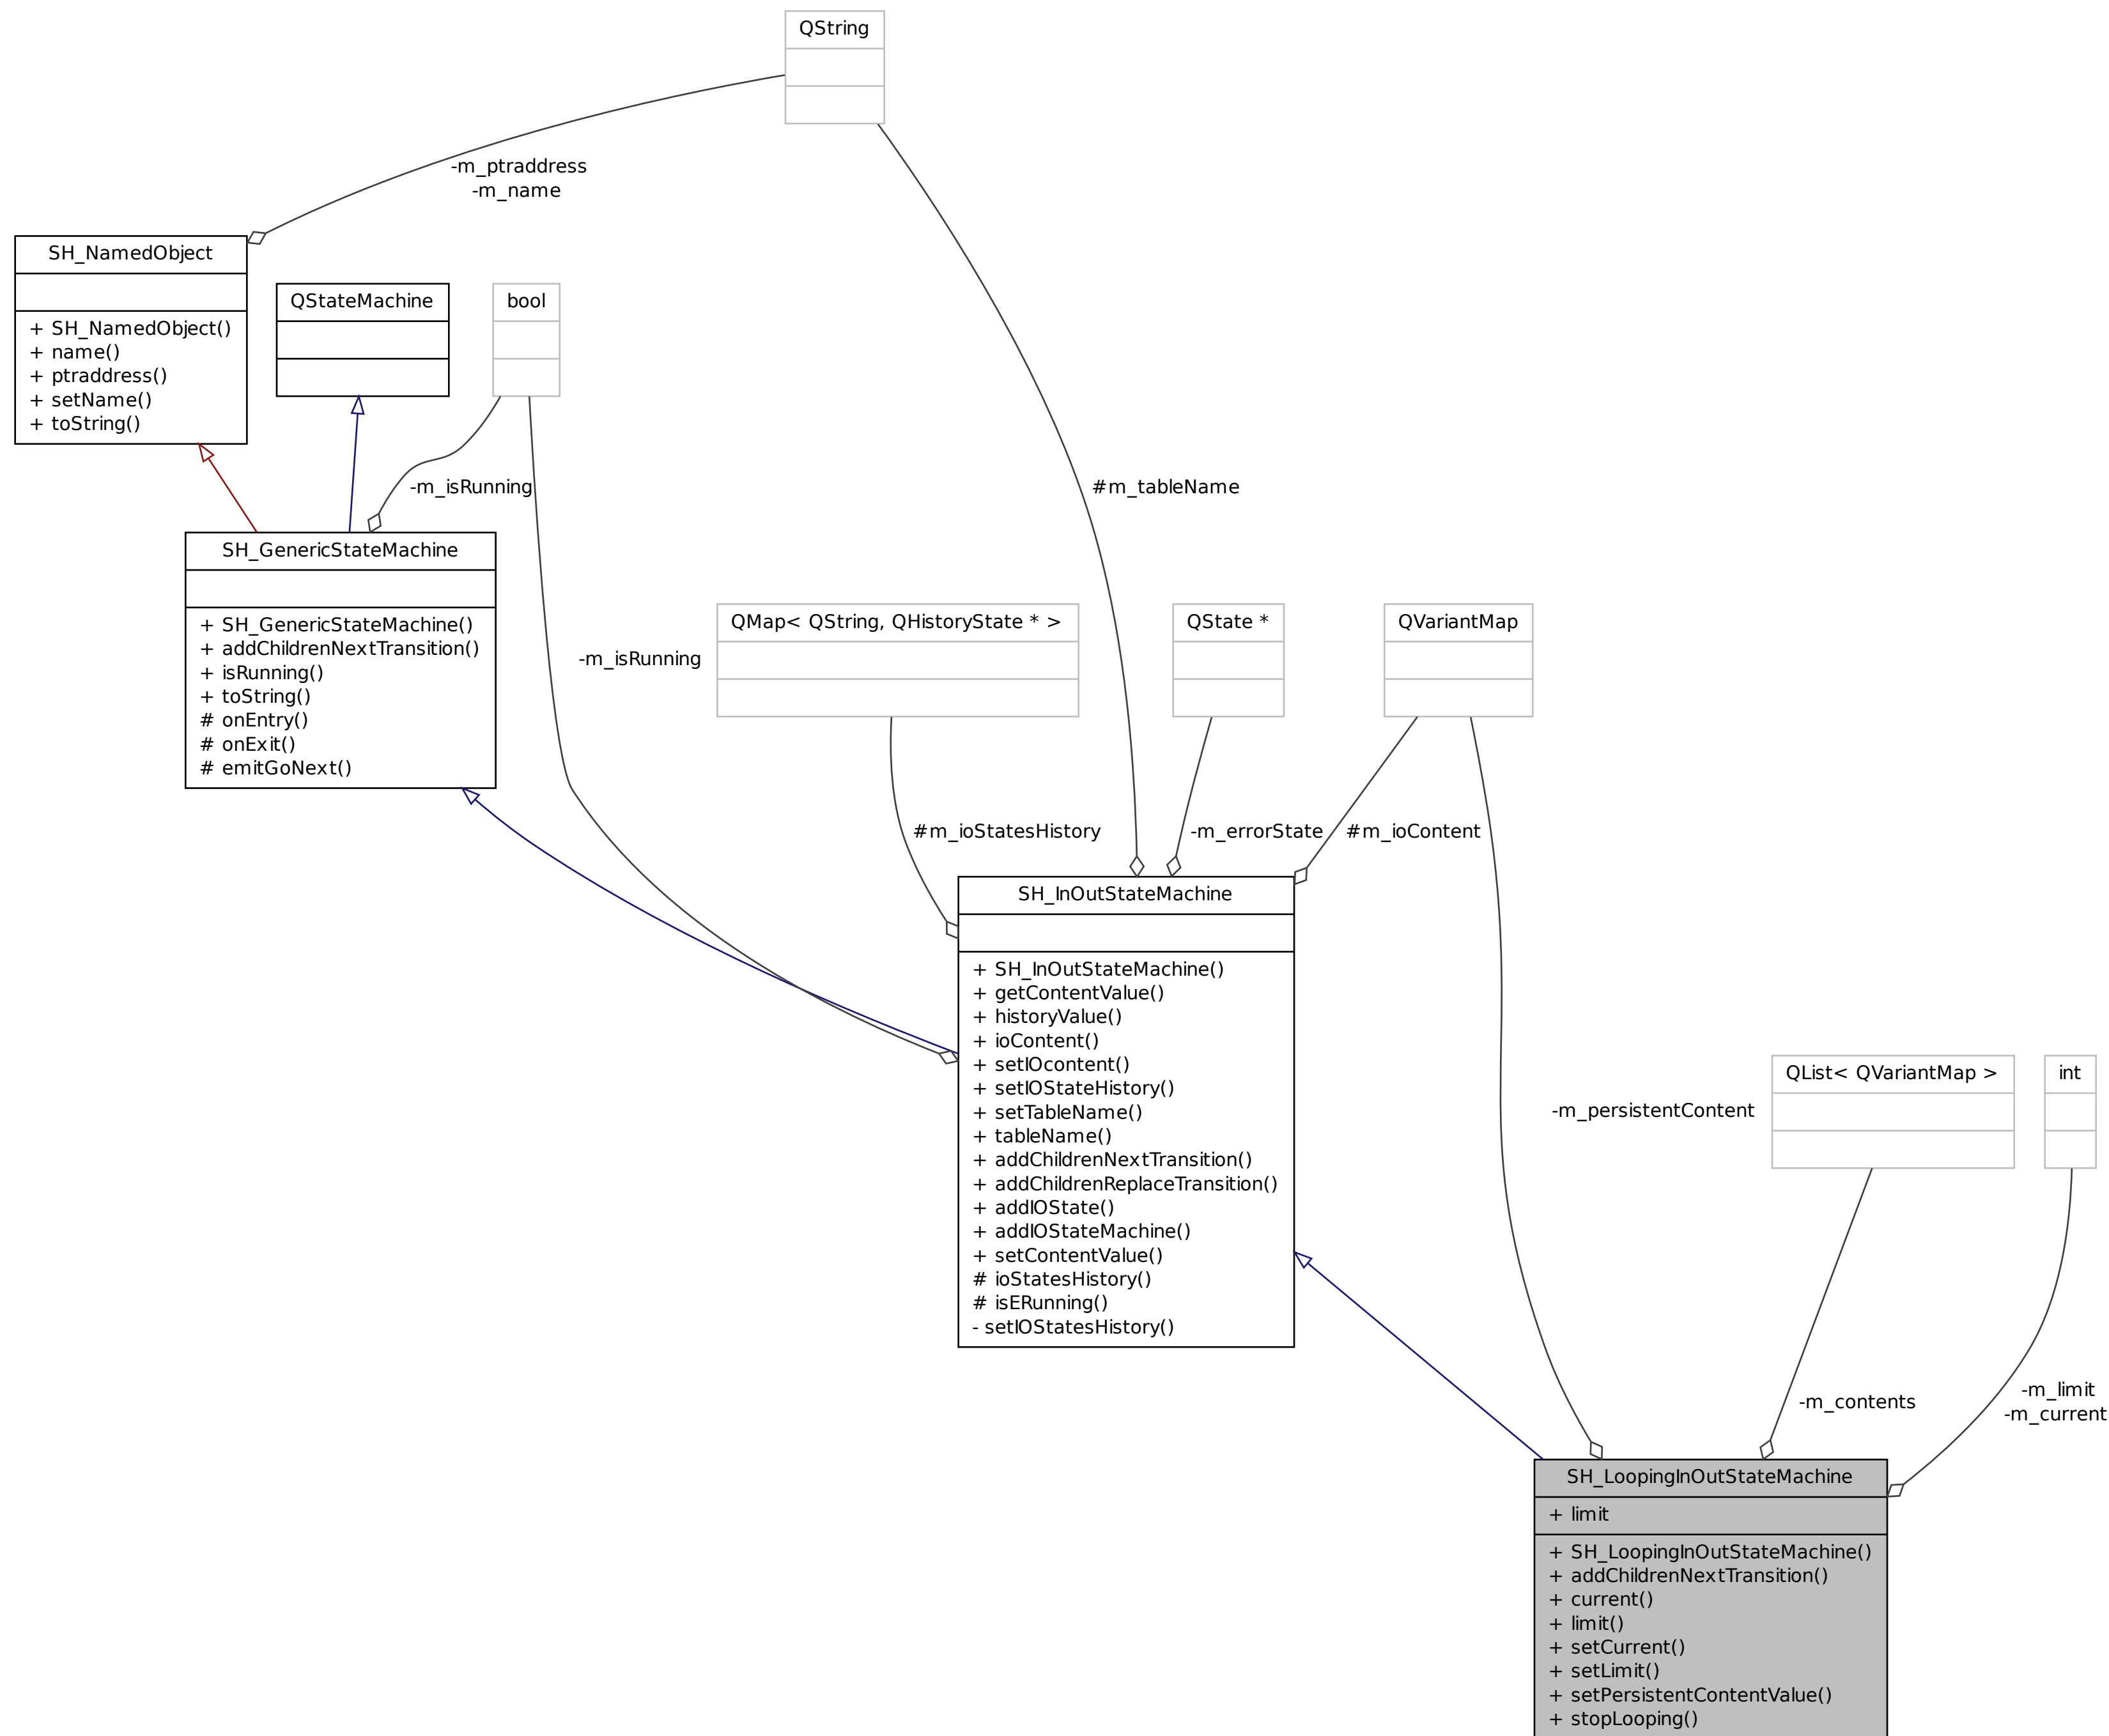 QString
-m_ptraddress
-m_name
SH_NamedObject
+ SH_NamedObject()
+ name()
+ ptraddress()
+ setName()
+ toString()
QStateMachine
bool
-m_isRunning
#m_tableName
SH_GenericStateMachine
+ SH_GenericStateMachine()
+ addChildrenNextTransition()
+ isRunning()
+ toString()
# onEntry()
# onExit()
# emitGoNext()
-m_isRunning
QMap< QString, QHistoryState * >
QState *
QVariantMap
#m_ioStatesHistory
-m_errorState
#m_ioContent
SH_InOutStateMachine
+ SH_InOutStateMachine()
+ getContentValue()
+ historyValue()
+ ioContent()
+ setIOcontent()
+ setIOStateHistory()
+ setTableName()
+ tableName()
+ addChildrenNextTransition()
+ addChildrenReplaceTransition()
+ addIOState()
+ addIOStateMachine()
+ setContentValue()
# ioStatesHistory()
# isERunning()
- setIOStatesHistory()
-m_persistentContent
QList< QVariantMap >
int
-m_contents
-m_limit
-m_current
SH_LoopingInOutStateMachine
+ limit
+ SH_LoopingInOutStateMachine()
+ addChildrenNextTransition()
+ current()
+ limit()
+ setCurrent()
+ setLimit()
+ setPersistentContentValue()
+ stopLooping()